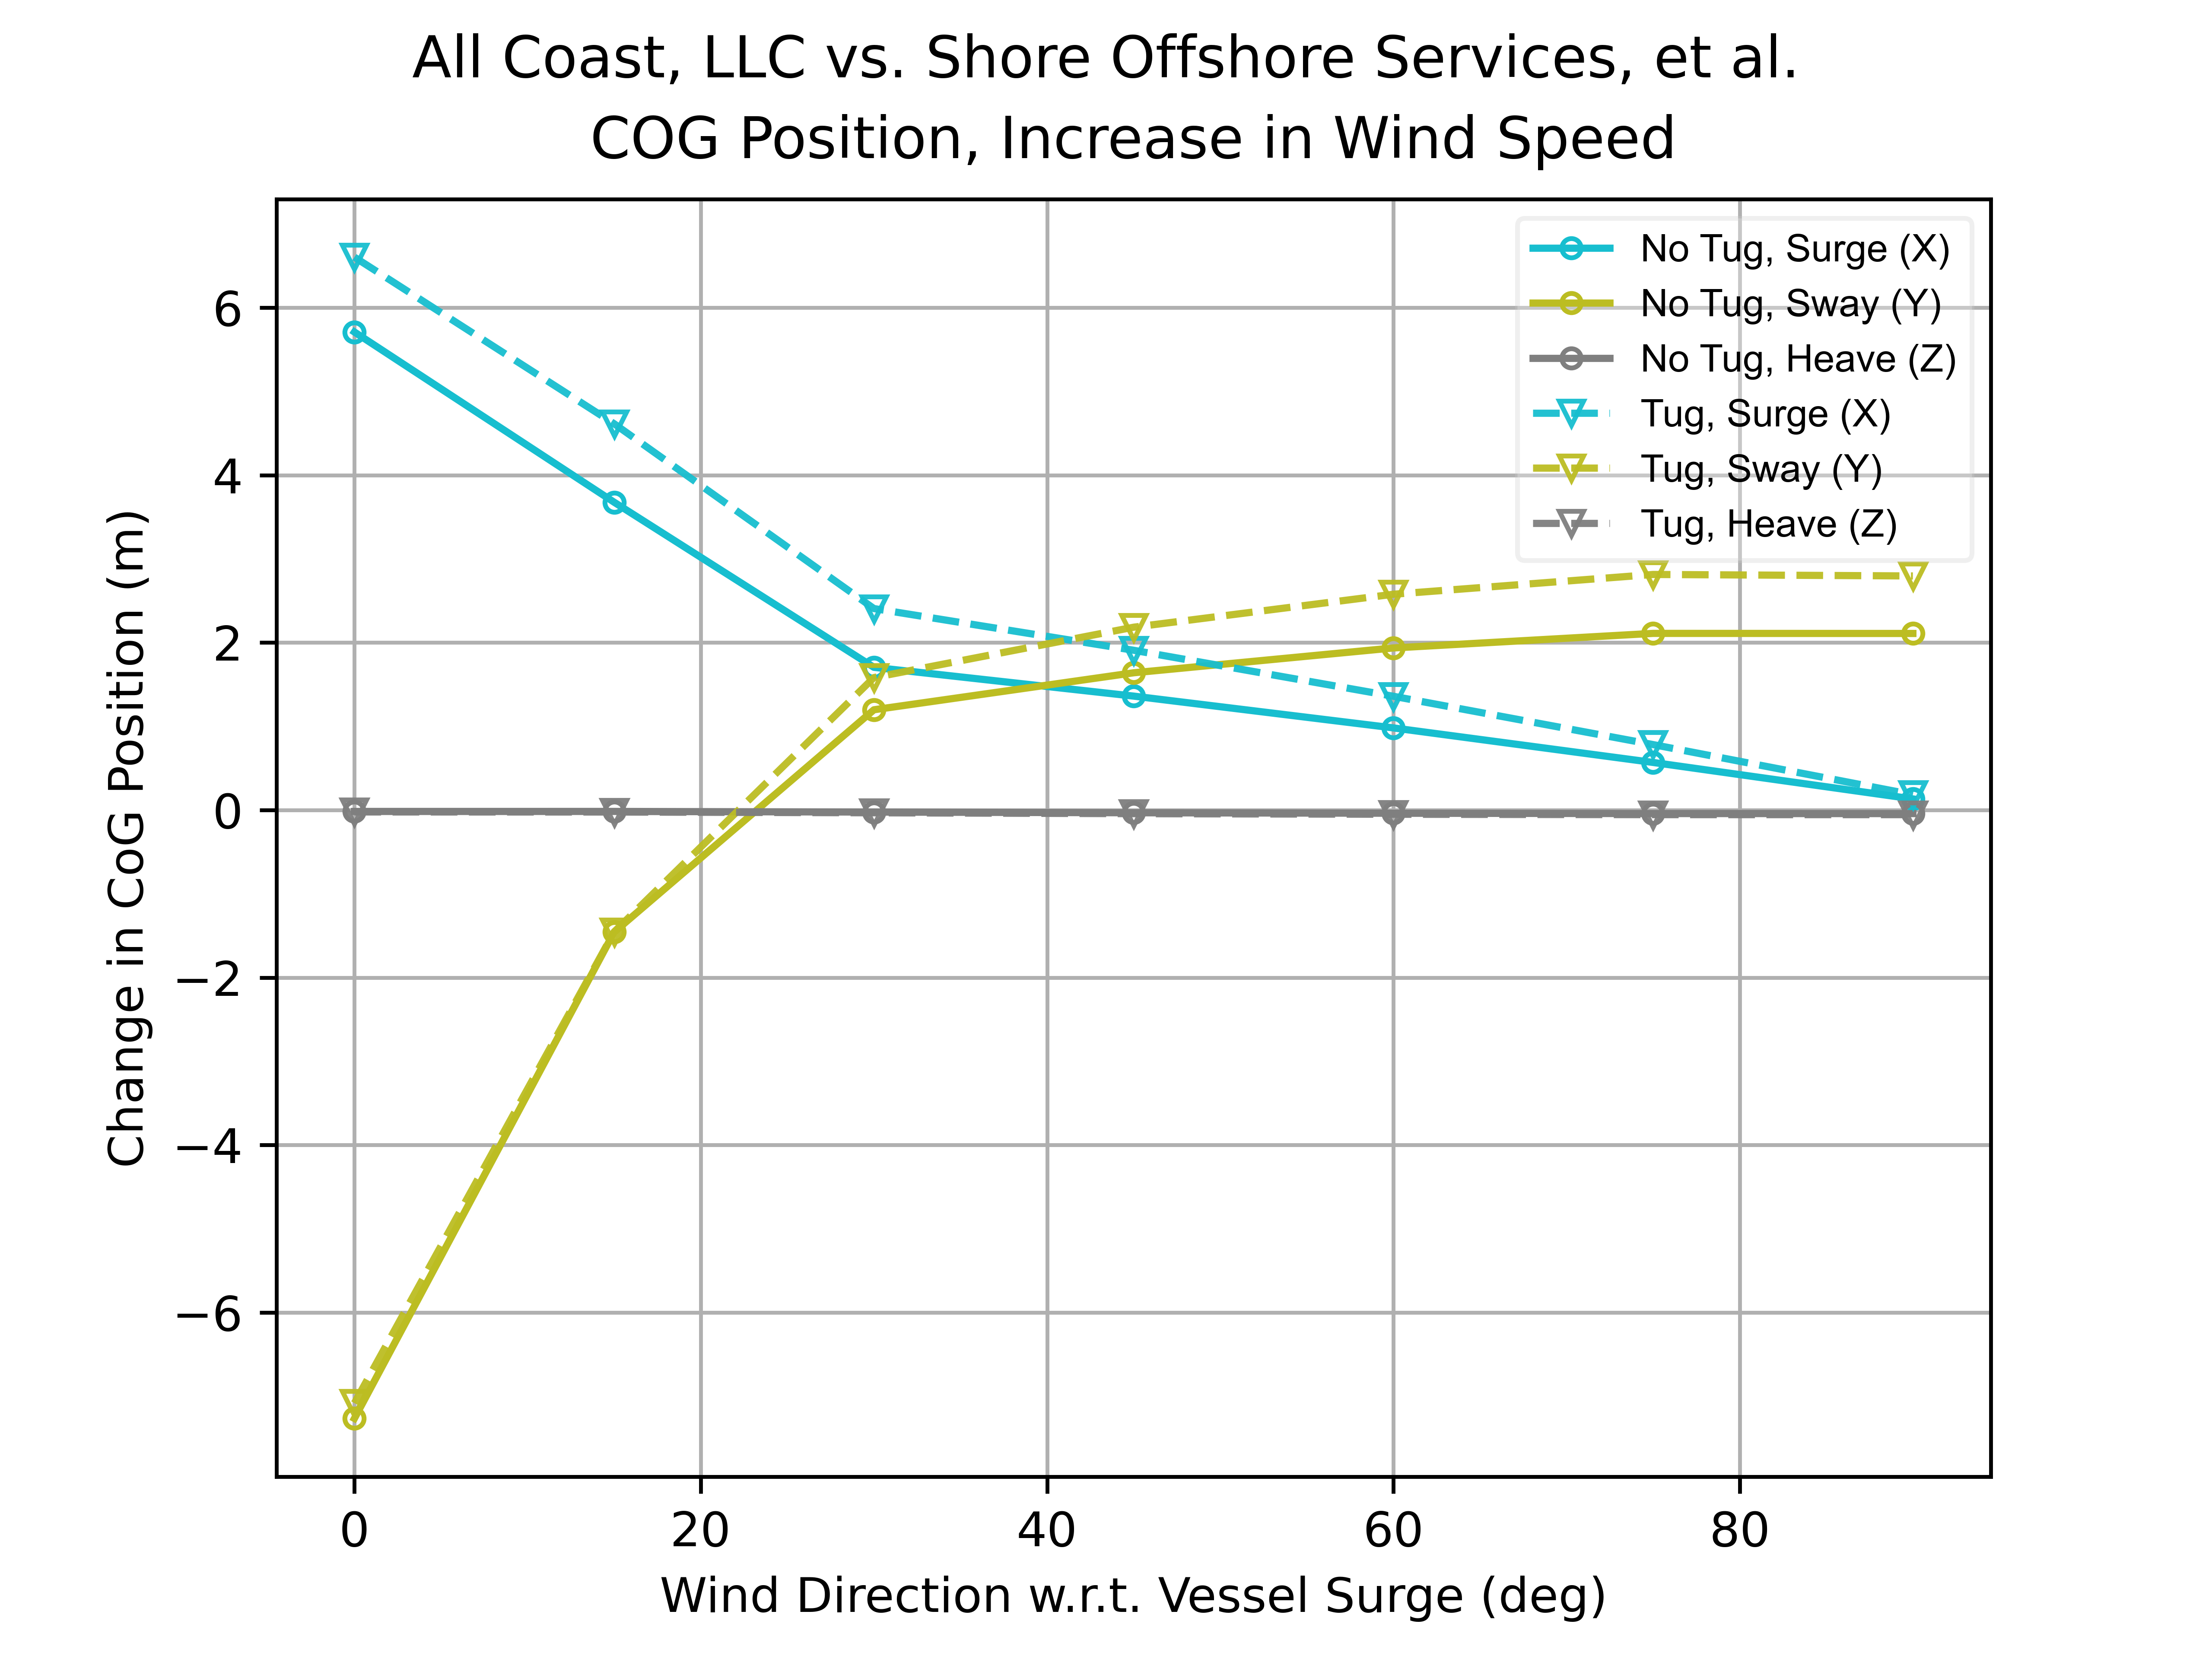 All Coast, LLC vs. Shore Offshore Services, et al.
COG Position, Increase in Wind Speed
No Tug, Surge (X)
No Tug, Sway (Y)
No Tug, Heave (Z)
Tug, Surge (X)
Tug, Sway (Y)
Tug, Heave (Z)
Change in CoG Position (m)
6
4
2
0
−2
−4
−6
0 20 40 60 80
Wind Direction w.r.t. Vessel Surge (deg)